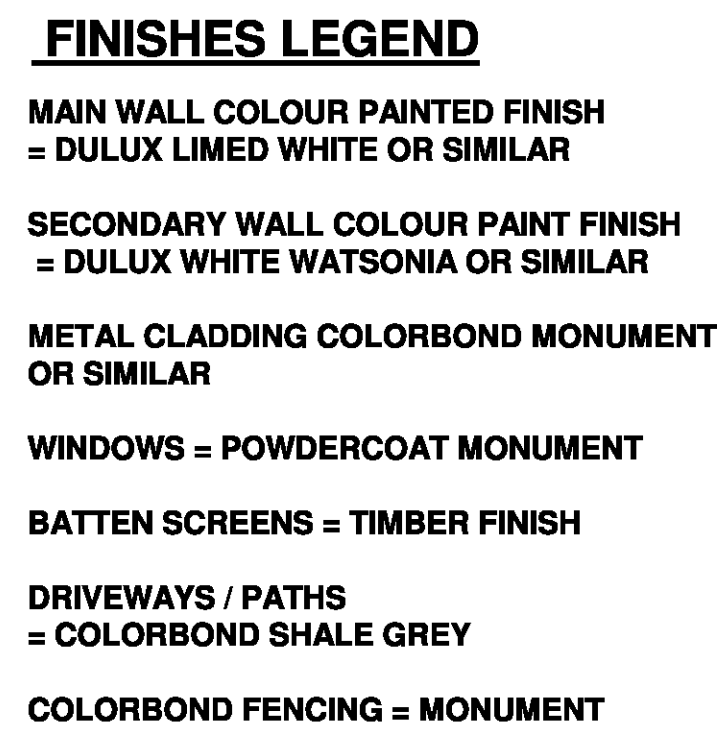 FINISHES LEGEND
MAIN WALL COLOUR PAINTED FINISH
= DULUX LIMED WHITE OR SIMILAR
SECONDARY WALL COLOUR PAINT FINISH
= DULUX WHITE WATSONIA OR SIMILAR
METAL CLADDING COLORBOND MONUMENT
OR SIMILAR
WINDOWS = POWDERCOAT MONUMENT
BATTEN SCREENS = TIMBER FINISH
DRIVEWAYS / PATHS
= COLORBOND SHALE GREY
COLORBOND FENCING = MONUMENT